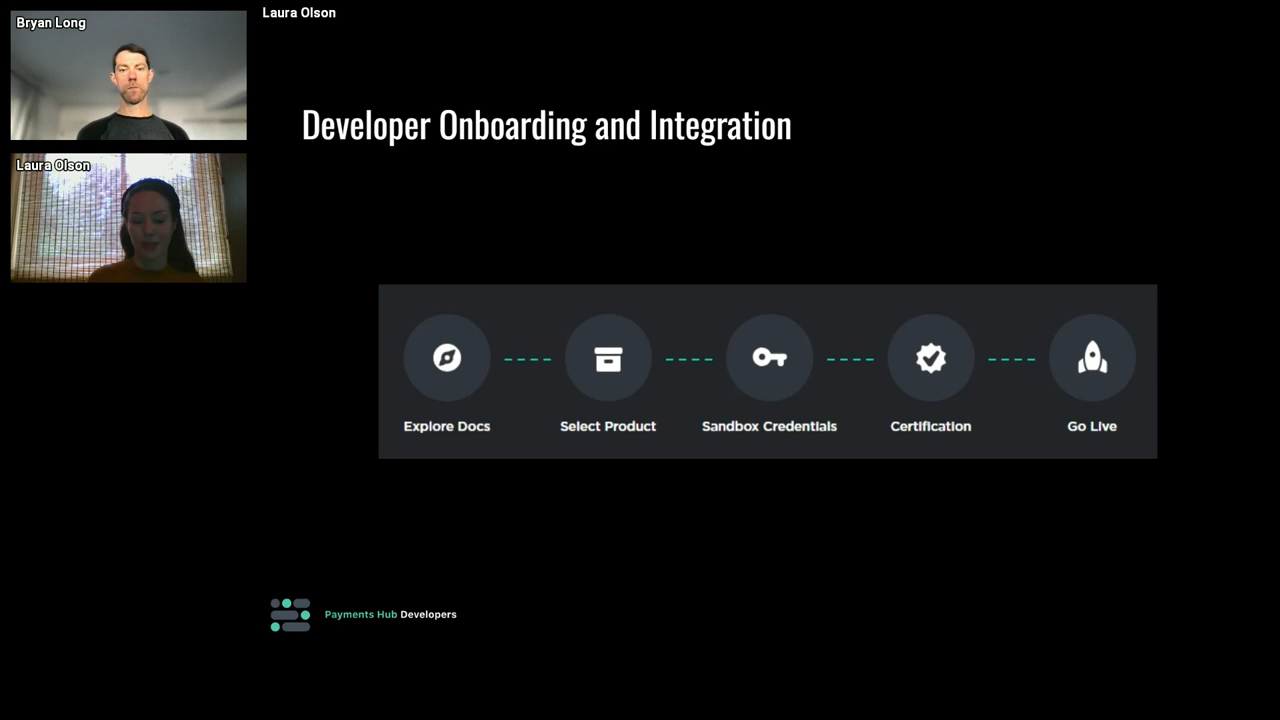 Bryan Long
Laura Olson
Laura Olson
Developer Onboarding and Integration
Explore Docs
Select Product
Sandbox Credentials
Certification
Go Live
Payments Hub Developers